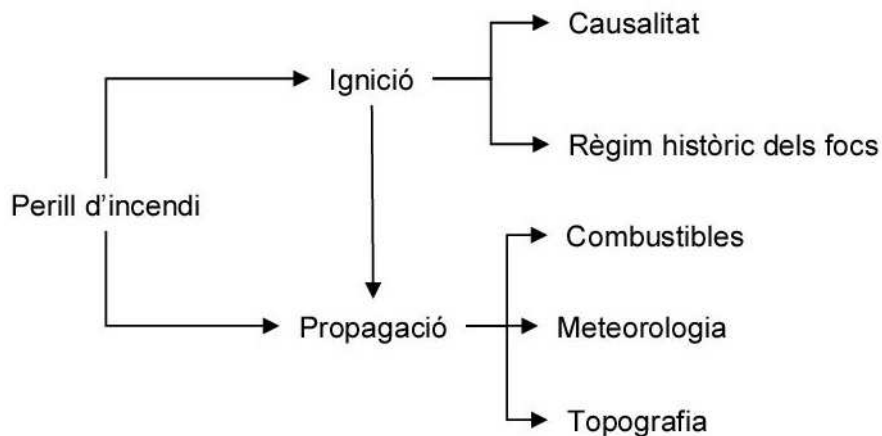 Causalitat
Ignició
Règim històric dels focs
Perill d'incendi
Combustibles
Propagació
Meteorologia
Topografia